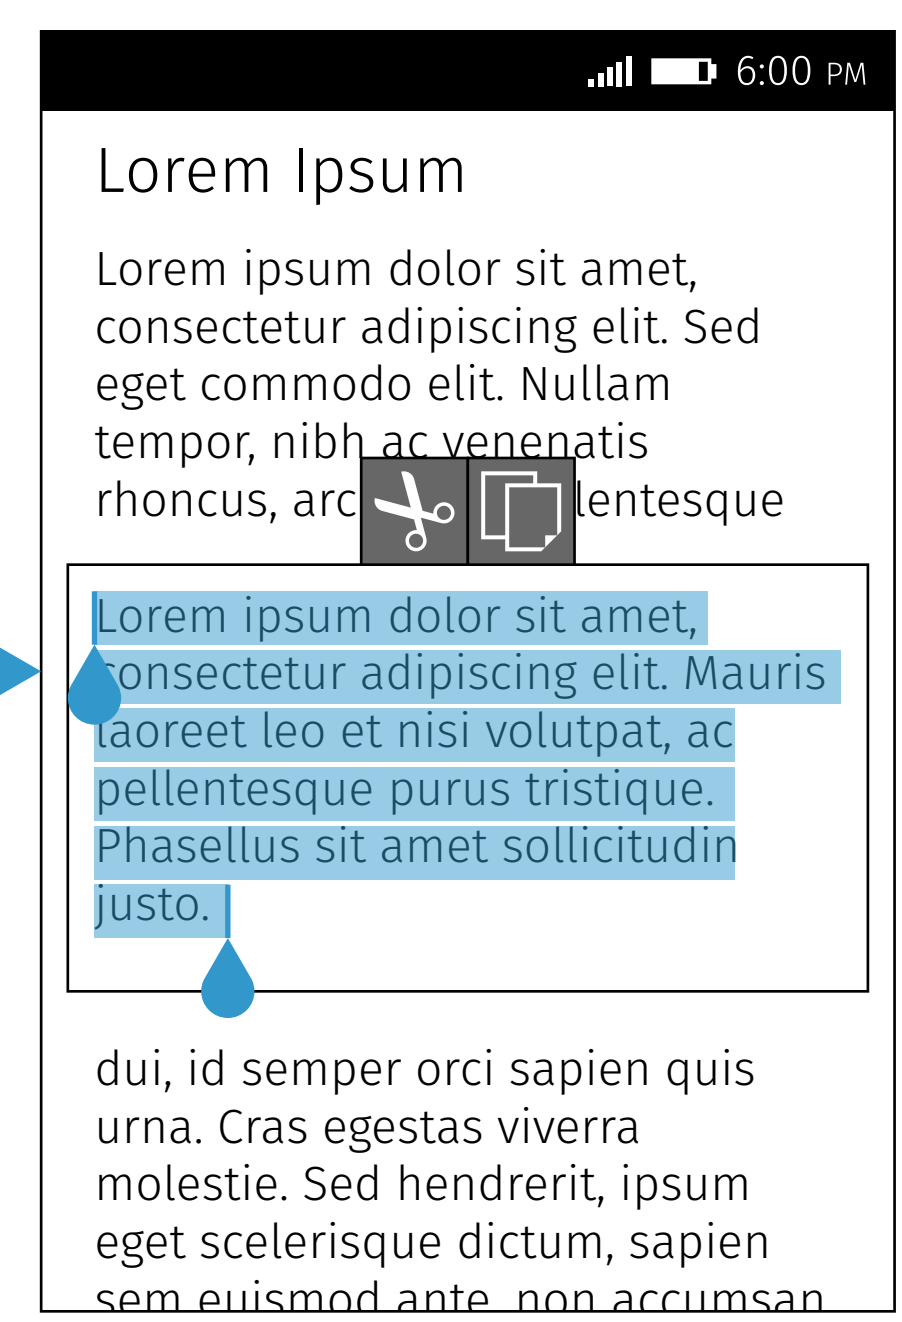 6:00 PM
Lorem Ipsum
Lorem ipsum dolor sit amet,
consectetur adipiscing elit. Sed
eget commodo elit. Nullam
tempor, nibh ac venenatis
rhoncus,
Lorem ipsum dolor sit amet,
consectetur adipiscing elit. Mauris
laoreet leo et nisi volutpat, ac
pellentesque purus tristique.
Phasellus sit amet sollicitudin
justo.
dui, id semper orci sapien quis
urna. Cras egestas viverra
molestie. Sed hendrerit, ipsum
eget scelerisque dictum, sapien
sem euismod ante, non accumsan